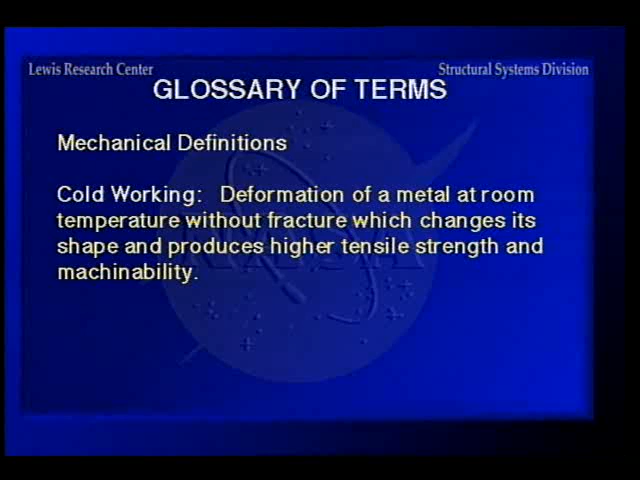 Lewis Research Center
Structural Systems Division
GLOSSARY OF TERMS
Mechanical Definitions
Cold Working: Deformation of a metal at room
temperature without fracture which changes its
shape and produces higher tensile strength and
machinability.